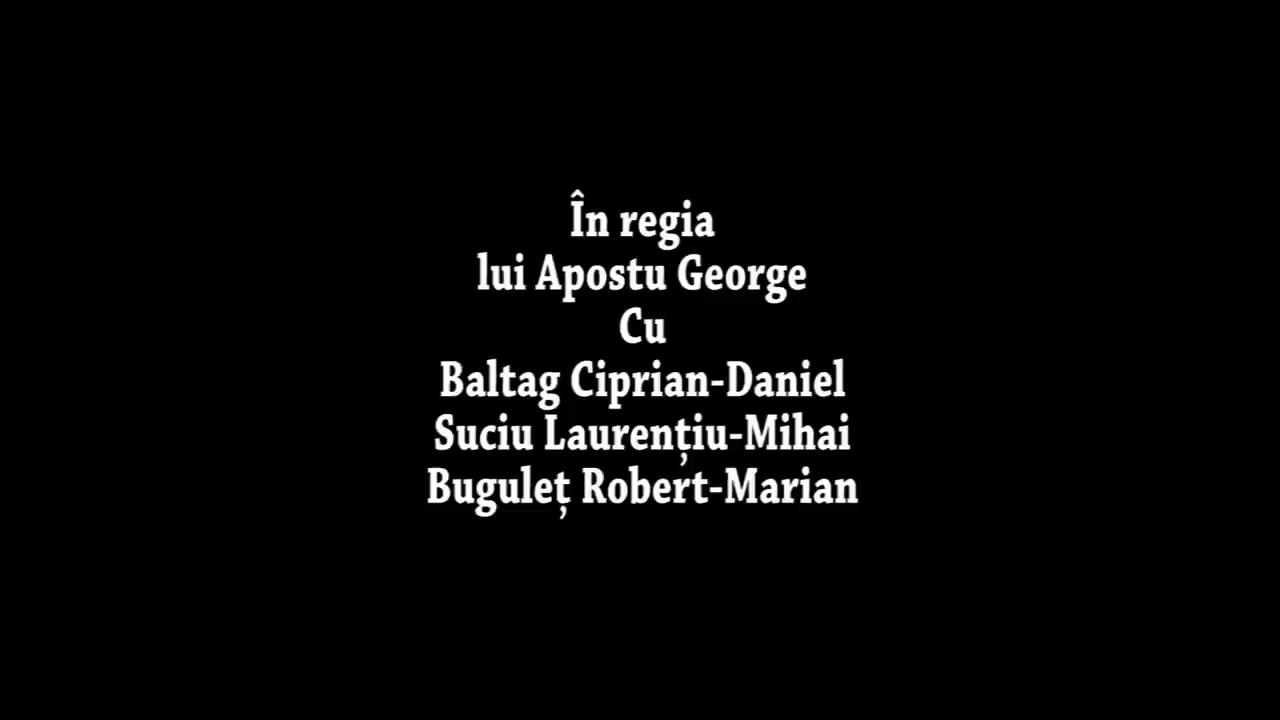 În regia
lui Apostu George
Cu
Baltag Ciprian-Daniel
Suciu Laurențiu-Mihai
Buguleț Robert-Marian